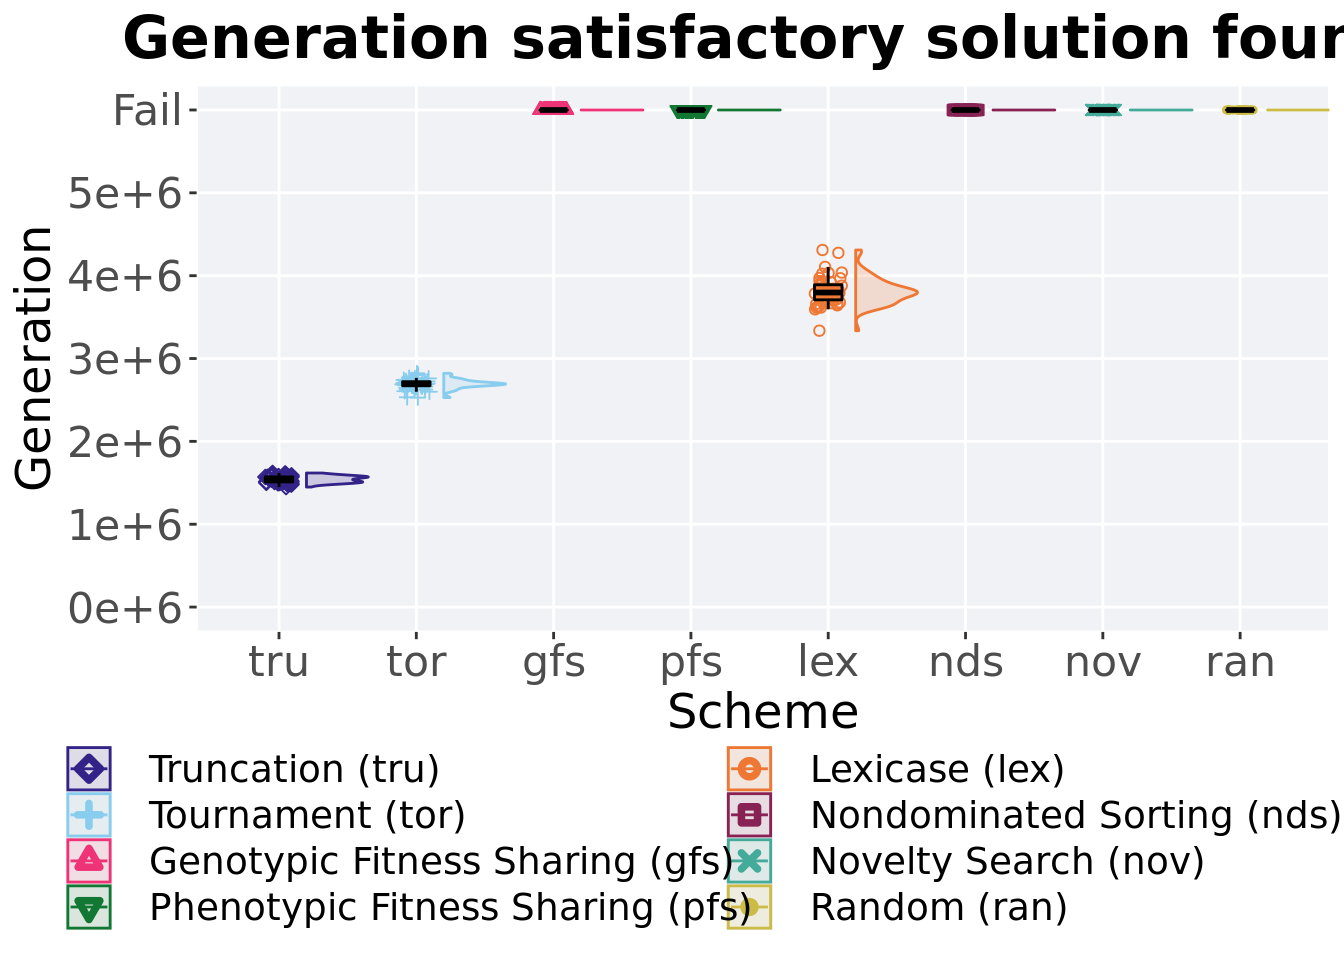 Generation satisfactory solution four
Fail
5e+6
4e+6
3e+6
2e+6
1e+6
0e+6
Generation
tru tor gfs pfs lex nds nov ran
Scheme
Truncation (tru)
Tournament (tor)
Genotypic Fitness Sharing (gfs)
Phenotypic Fitness Sharing (pfs)
Lexicase (lex)
Nondominated Sorting (nds)
Novelty Search (nov)
Random (ran)